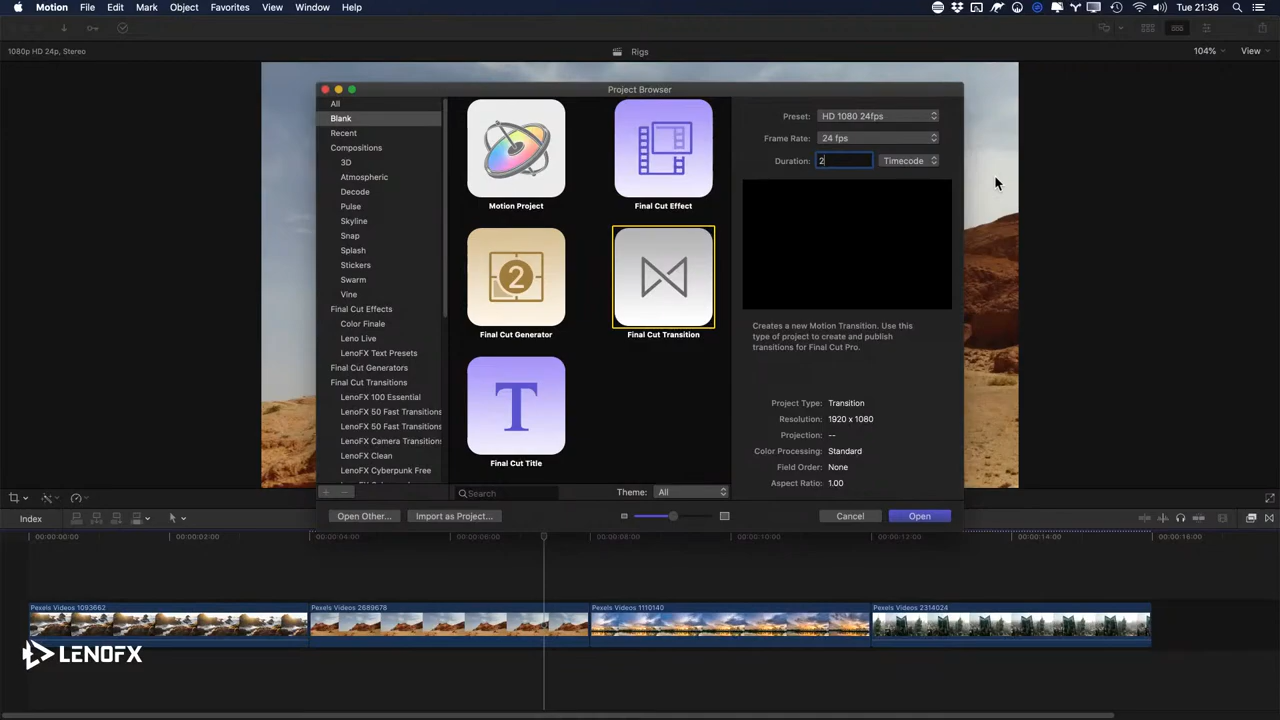 Motion File Edit Mark Object Favorites View Window Help Tue 21:36
1080p HD 24p, Stereo Rigs 104% View
Project Browser
All
Blank
Recent
Compositions
3D
Atmospheric
Decode
Pulse
Skyline
Snap
Splash
Stickers
Swarm
Vine
Final Cut Effects
Color Finale
Leno Live
LenoFX Text Presets
Final Cut Generators
Final Cut Transitions
LenoFX 100 Essential
LenoFX 50 Fast Transitions
LenoFX 50 Fast Transitions
LenoFX Camera Transitions
LenoFX Clean
LenoFX Cyberpunk Free
Motion Project Final Cut Effect
2
Final Cut Generator Final Cut Transition
T
Final Cut Title
Search Theme: All
Preset: HD 1080 24fps
Frame Rate: 24 fps
Duration: 2 Timecode
Creates a new Motion Transition. Use this
type of project to create and publish
transitions for Final Cut Pro.
Project Type: Transition
Resolution: 1920 x 1080
Projection: --
Color Processing: Standard
Field Order: None
Aspect Ratio: 1.00
Open Other... Import as Project... Cancel Open
Index
00:00:00:00 00:00:02:00 00:00:04:00 00:00:06:00 00:00:08:00 00:00:10:00 00:00:12:00 00:00:14:00 00:00:16:00
Pexels Videos 1093662 Pexels Videos 2689678 Pexels Videos 1110140 Pexels Videos 2314024
LENOFX